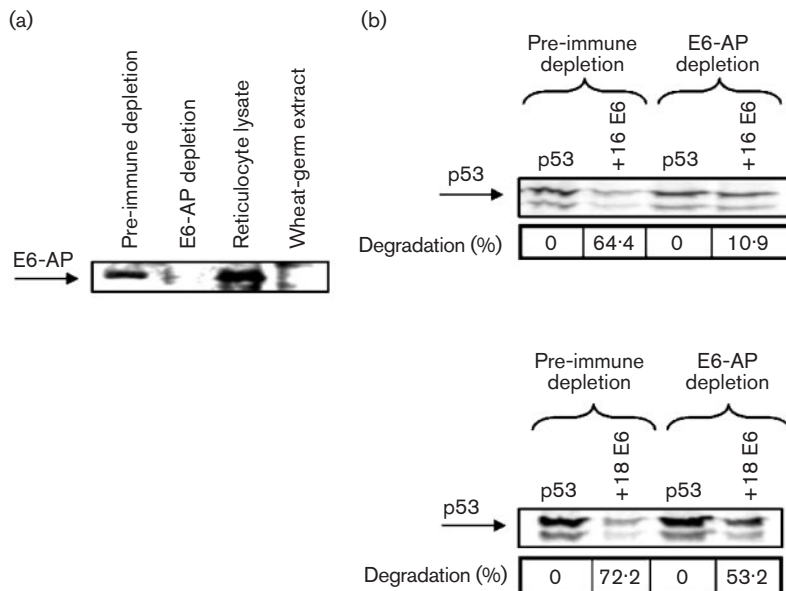 (a)
Pre-immune depletion
E6-AP depletion
Reticulocyte lysate
Wheat-germ extract
E6-AP
(b)
Pre-immune
depletion
E6-AP
depletion
p53
+16 E6
p53
+16 E6
p53
Degradation (%)
0
64·4
0
10·9
Pre-immune
depletion
E6-AP
depletion
p53
+18 E6
p53
+18 E6
p53
Degradation (%)
0
72·2
0
53·2